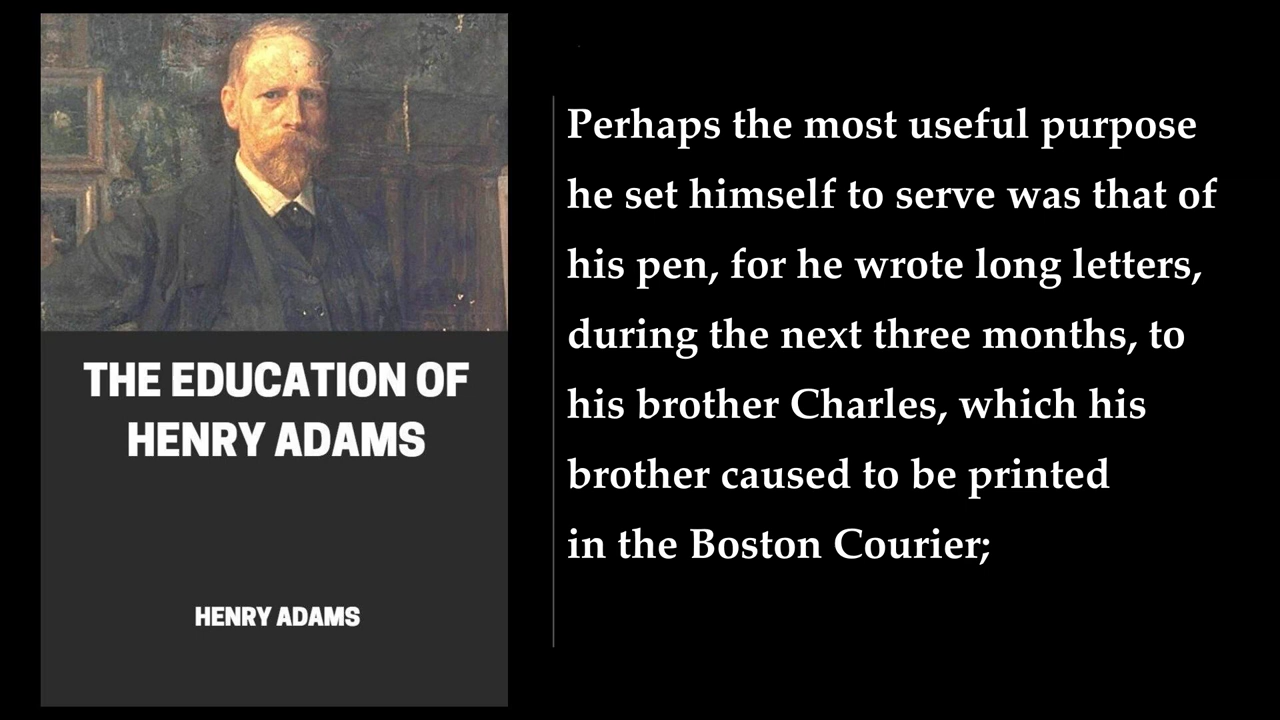 THE EDUCATION OF
HENRY ADAMS
HENRY ADAMS
Perhaps the most useful purpose
he set himself to serve was that of
his pen, for he wrote long letters,
during the next three months, to
his brother Charles, which his
brother caused to be printed
in the Boston Courier;